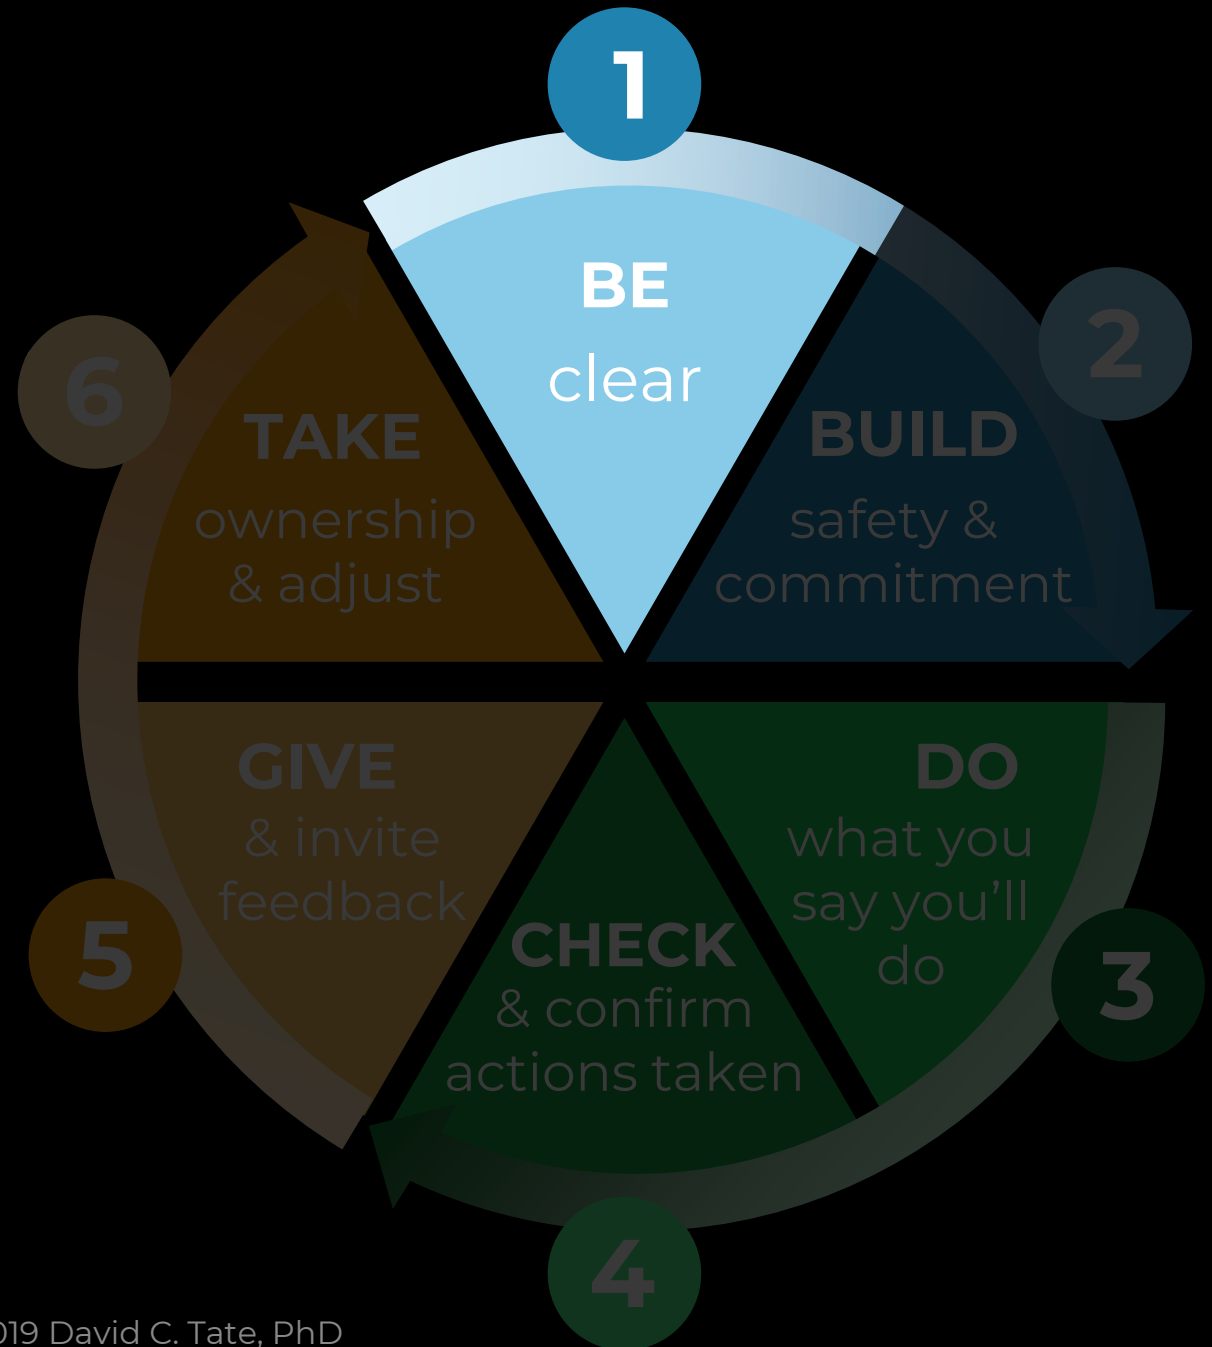 1
BE
clear
2
BUILD
safety &
commitment
3
DO
what you
say you’ll
do
4
CHECK
& confirm
actions taken
5
GIVE
& invite
feedback
6
TAKE
ownership
& adjust
019 David C. Tate, PhD